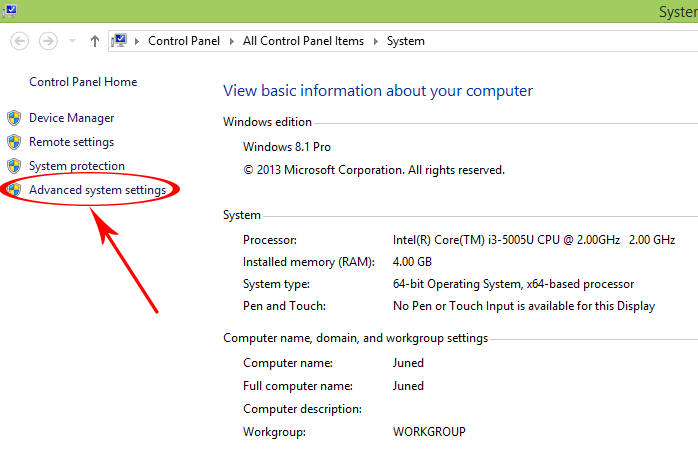 System
Control Panel All Control Panel Items System
Control Panel Home
Device Manager
Remote settings
System protection
Advanced system settings
View basic information about your computer
Windows edition
Windows 8.1 Pro
© 2013 Microsoft Corporation. All rights reserved.
System
Processor: Intel(R) Core(TM) i3-5005U CPU @ 2.00GHz 2.00 GHz
Installed memory (RAM): 4.00 GB
System type: 64-bit Operating System, x64-based processor
Pen and Touch: No Pen or Touch Input is available for this Display
Computer name, domain, and workgroup settings
Computer name: Juned
Full computer name: Juned
Computer description:
Workgroup: WORKGROUP